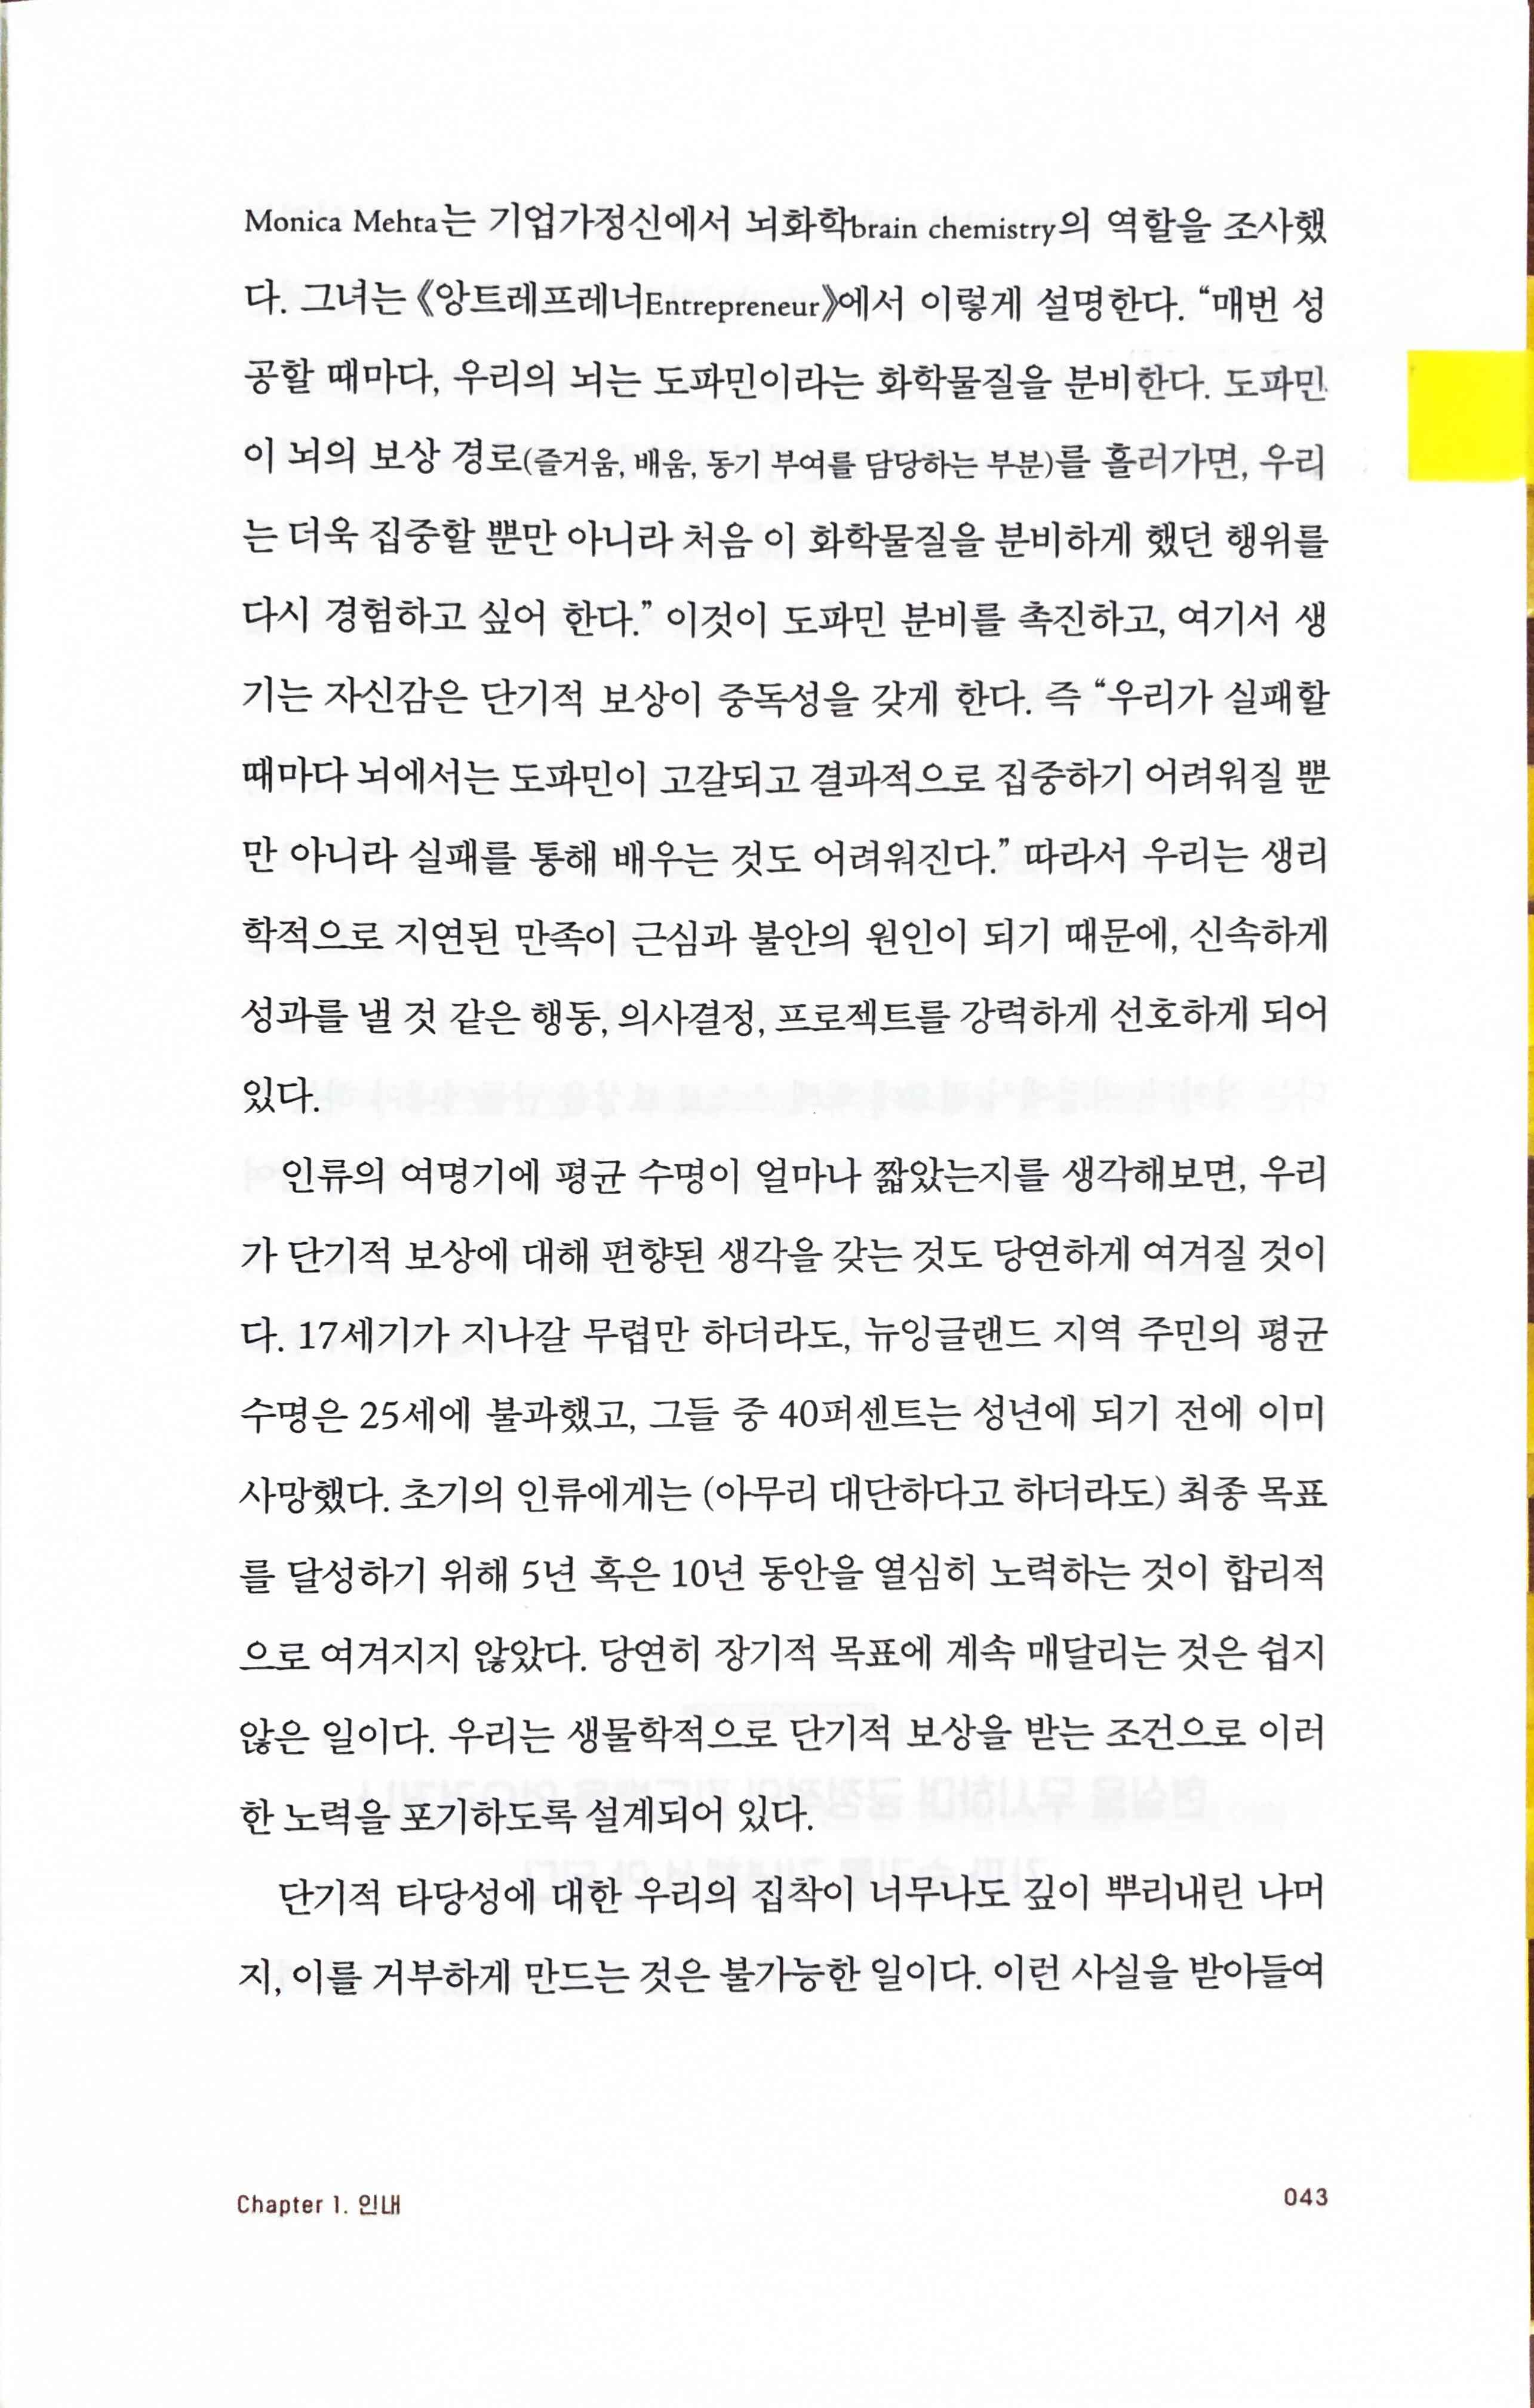 Monica Mehta는 기업가정신에서 뇌화학brain chemistry의 역할을 조사했
다. 그녀는 《앙트레프레너Entrepreneur》에서 이렇게 설명한다. “매번 성
공할 때마다, 우리의 뇌는 도파민이라는 화학물질을 분비한다. 도파민
이 뇌의 보상 경로(즐거움, 배움, 동기 부여를 담당하는 부분)를 흘러가면, 우리
는 더욱 집중할 뿐만 아니라 처음 이 화학물질을 분비하게 했던 행위를
다시 경험하고 싶어 한다.” 이것이 도파민 분비를 촉진하고, 여기서 생
기는 자신감은 단기적 보상이 중독성을 갖게 한다. 즉 “우리가 실패할
때마다 뇌에서는 도파민이 고갈되고 결과적으로 집중하기 어려워질 뿐
만 아니라 실패를 통해 배우는 것도 어려워진다.” 따라서 우리는 생리
학적으로 지연된 만족이 근심과 불안의 원인이 되기 때문에, 신속하게
성과를 낼 것 같은 행동, 의사결정, 프로젝트를 강력하게 선호하게 되어
있다.
인류의 여명기에 평균 수명이 얼마나 짧았는지를 생각해보면, 우리
가 단기적 보상에 대해 편향된 생각을 갖는 것도 당연하게 여겨질 것이
다. 17세기가 지나갈 무렵만 하더라도, 뉴잉글랜드 지역 주민의 평균
수명은 25세에 불과했고, 그들 중 40퍼센트는 성년에 되기 전에 이미
사망했다. 초기의 인류에게는 (아무리 대단하다고 하더라도) 최종 목표
를 달성하기 위해 5년 혹은 10년 동안을 열심히 노력하는 것이 합리적
으로 여겨지지 않았다. 당연히 장기적 목표에 계속 매달리는 것은 쉽지
않은 일이다. 우리는 생물학적으로 단기적 보상을 받는 조건으로 이러
한 노력을 포기하도록 설계되어 있다.
단기적 타당성에 대한 우리의 집착이 너무나도 깊이 뿌리내린 나머
지, 이를 거부하게 만드는 것은 불가능한 일이다. 이런 사실을 받아들여
Chapter 1. 인내
043